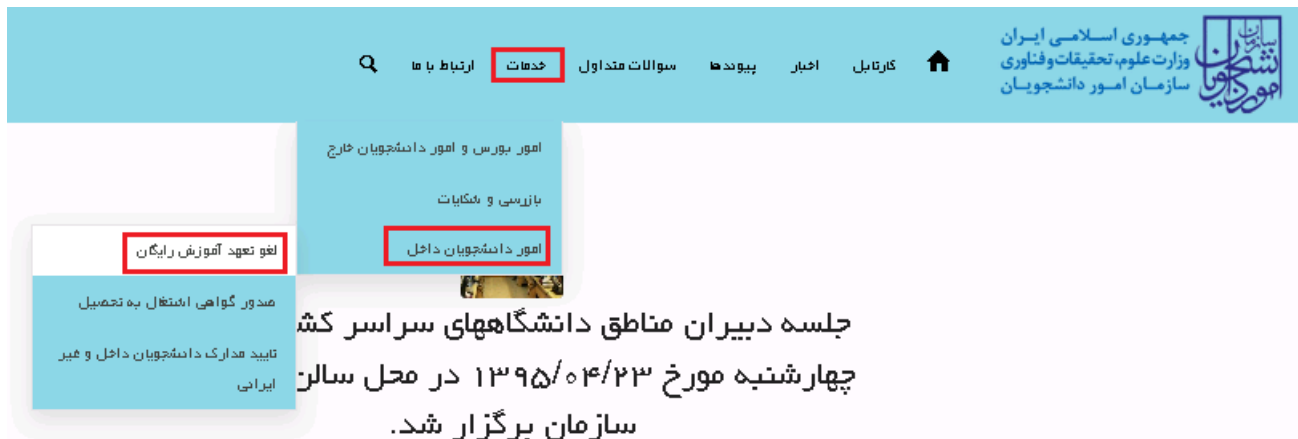 جمهوری اسلامی ایران
وزارت علوم، تحقیقات و فناوری
سازمان امور دانشجویان
سازمان امور دانشجویان
کارتابل
اخبار
پیوندها
سوالات متداول
خدمات
ارتباط با ما
امور بورس و امور دانشجویان خارج
بازرسی و شکایات
امور دانشجویان داخل
لغو تعهد آموزش رایگان
صدور گواهی اشتغال به تحصیل
تایید مدارک دانشجویان داخل و غیر
ایرانی
جلسه دبیران مناطق دانشگاههای سراسر کش
چهارشنبه مورخ ۱۳۹۵/۰۴/۲۳ در محل سالن
سازمان برگزار شد.